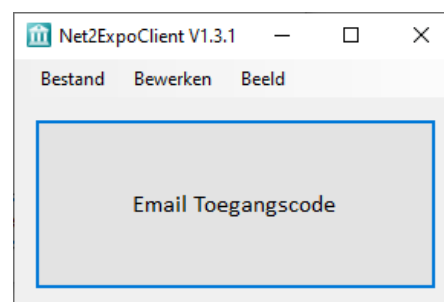 Net2ExpoClient V1.3.1
Bestand Bewerken Beeld
Email Toegangscode